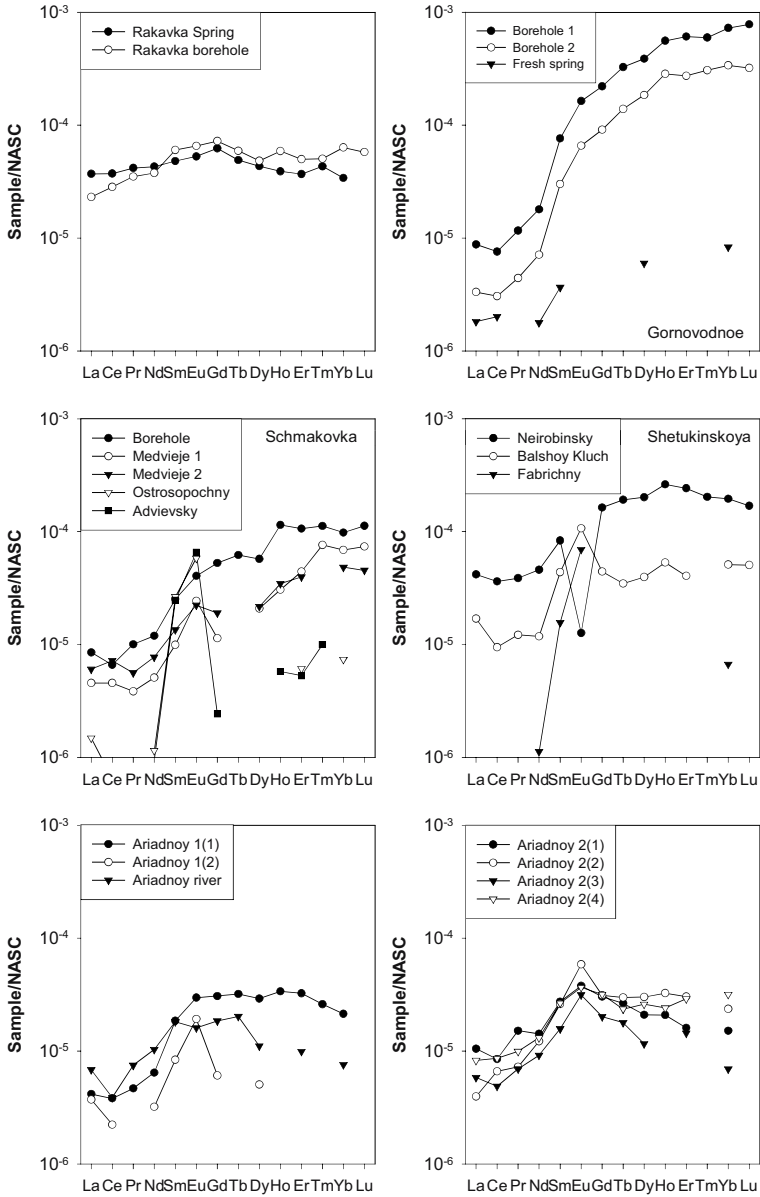 10-3
Rakavka Spring
Rakavka borehole
10-4
10-5
10-6
Sample/NASC
La Ce Pr Nd Sm Eu Gd Tb Dy Ho Er Tm Yb Lu
10-3
Borehole 1
Borehole 2
Fresh spring
10-4
10-5
10-6
Sample/NASC
Gornovodnoe
La Ce Pr Nd Sm Eu Gd Tb Dy Ho Er Tm Yb Lu
10-3
Borehole
Medvieje 1
Medvieje 2
Ostrosopochny
Advievsky
Schmakovka
10-4
10-5
10-6
Sample/NASC
La Ce Pr Nd Sm Eu Gd Tb Dy Ho Er Tm Yb Lu
10-3
Neirobinsky
Balshoy Kluch
Fabrichny
Shetukinskoya
10-4
10-5
10-6
Sample/NASC
La Ce Pr Nd Sm Eu Gd Tb Dy Ho Er Tm Yb Lu
10-3
Ariadnoy 1(1)
Ariadnoy 1(2)
Ariadnoy river
10-4
10-5
10-6
Sample/NASC
La Ce Pr Nd Sm Eu Gd Tb Dy Ho Er Tm Yb Lu
10-3
Ariadnoy 2(1)
Ariadnoy 2(2)
Ariadnoy 2(3)
Ariadnoy 2(4)
10-4
10-5
10-6
Sample/NASC
La Ce Pr Nd Sm Eu Gd Tb Dy Ho Er Tm Yb Lu